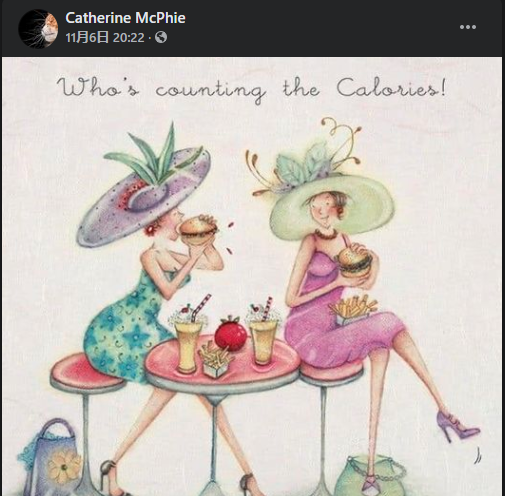 Catherine McPhie
11月6日 20:22 ·
Who's counting the Calories!